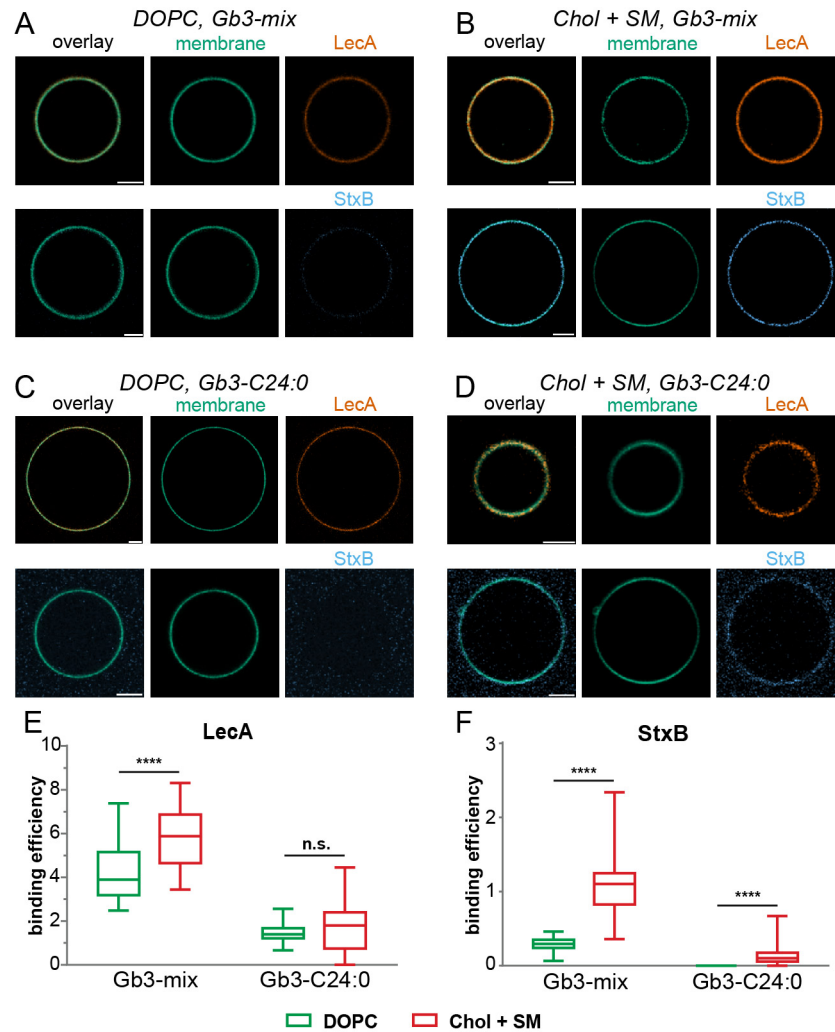 A
DOPC, Gb3-mix
overlay
membrane
LecA
StxB
B
Chol + SM, Gb3-mix
overlay
membrane
LecA
StxB
C
DOPC, Gb3-C24:0
overlay
membrane
LecA
StxB
D
Chol + SM, Gb3-C24:0
overlay
membrane
LecA
StxB
E
LecA
binding efficiency
10
8
6
4
2
0
****
n.s.
Gb3-mix
Gb3-C24:0
F
StxB
binding efficiency
3
2
1
0
****
****
Gb3-mix
Gb3-C24:0
DOPC
Chol + SM